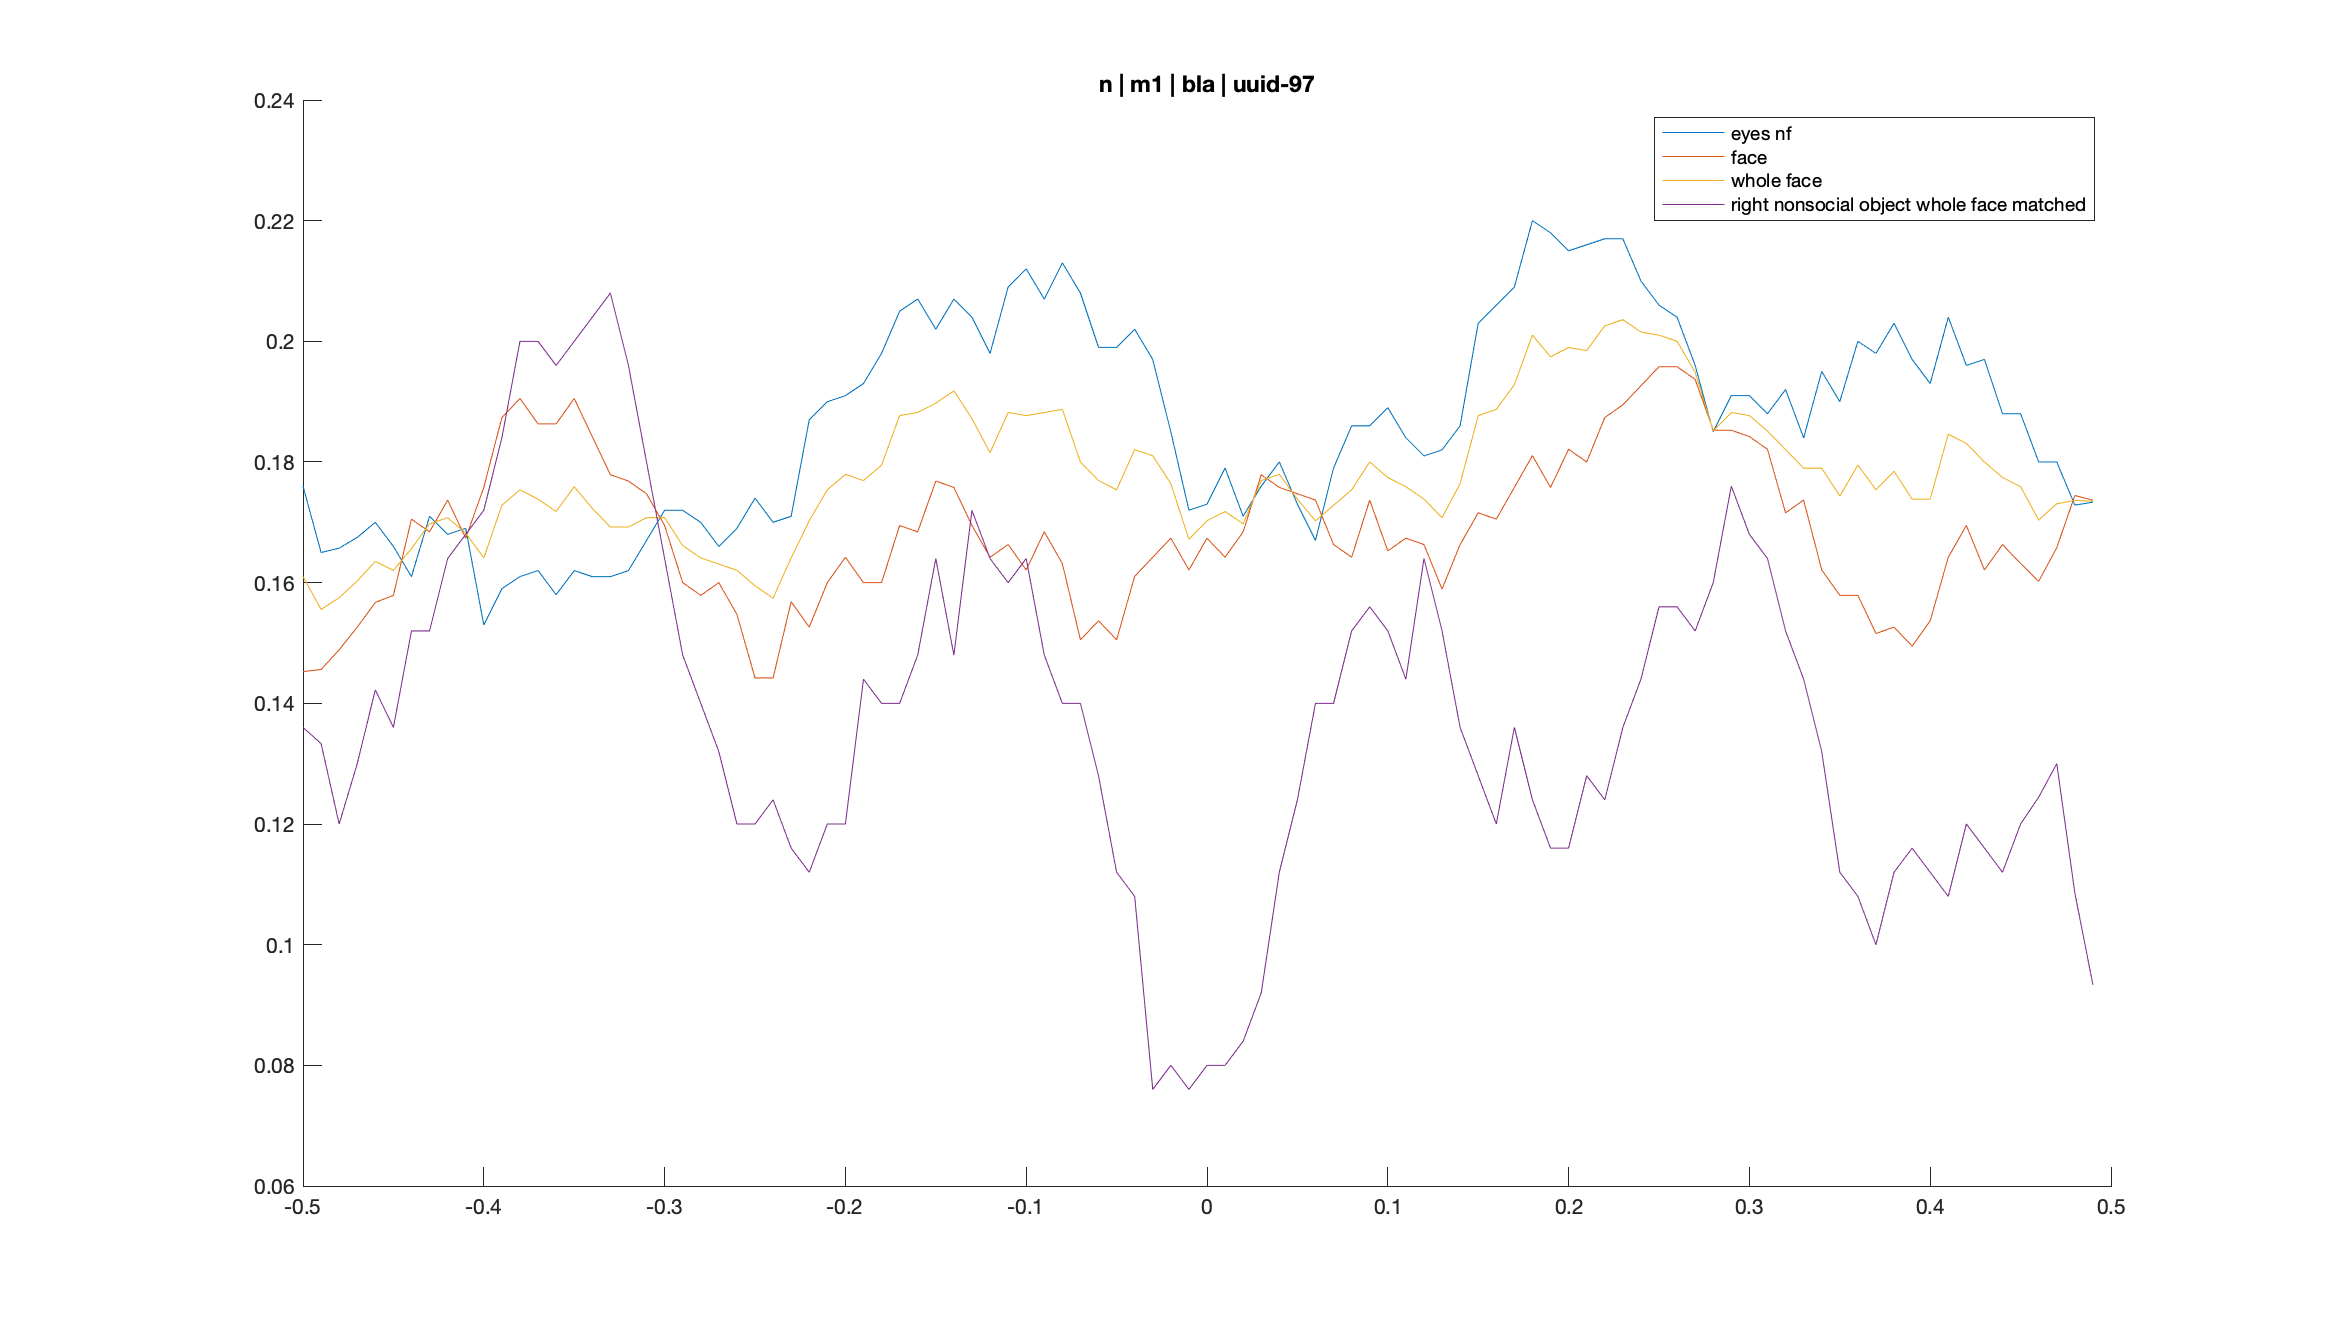 n | m1 | bla | uuid-97
0.24
eyes nf
face
whole face
right nonsocial object whole face matched
0.22
0.2
0.18
0.16
0.14
0.12
0.1
0.08
0.06
-0.5 -0.4 -0.3 -0.2 -0.1 0 0.1 0.2 0.3 0.4 0.5